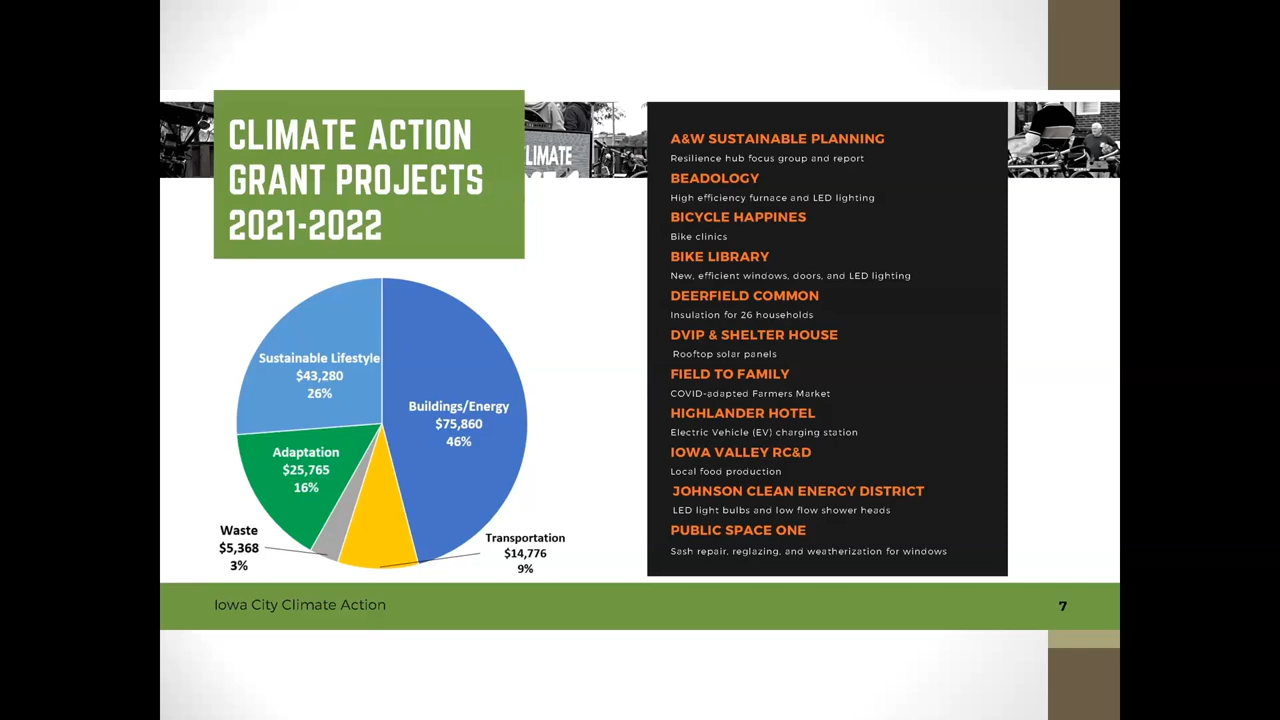 CLIMATE ACTION
GRANT PROJECTS
2021-2022
LIMATE
Sustainable Lifestyle
$43,280
26%
Buildings/Energy
$75,860
46%
Adaptation
$25,765
16%
Waste
$5,368
3%
Transportation
$14,776
9%
A&W SUSTAINABLE PLANNING
Resilience hub focus group and report
BEADOLOGY
High efficiency furnace and LED lighting
BICYCLE HAPPINES
Bike clinics
BIKE LIBRARY
New, efficient windows, doors, and LED lighting
DEERFIELD COMMON
Insulation for 26 households
DVIP & SHELTER HOUSE
Rooftop solar panels
FIELD TO FAMILY
COVID-adapted Farmers Market
HIGHLANDER HOTEL
Electric Vehicle (EV) charging station
IOWA VALLEY RC&D
Local food production
JOHNSON CLEAN ENERGY DISTRICT
LED light bulbs and low flow shower heads
PUBLIC SPACE ONE
Sash repair, reglazing, and weatherization for windows
Iowa City Climate Action
7